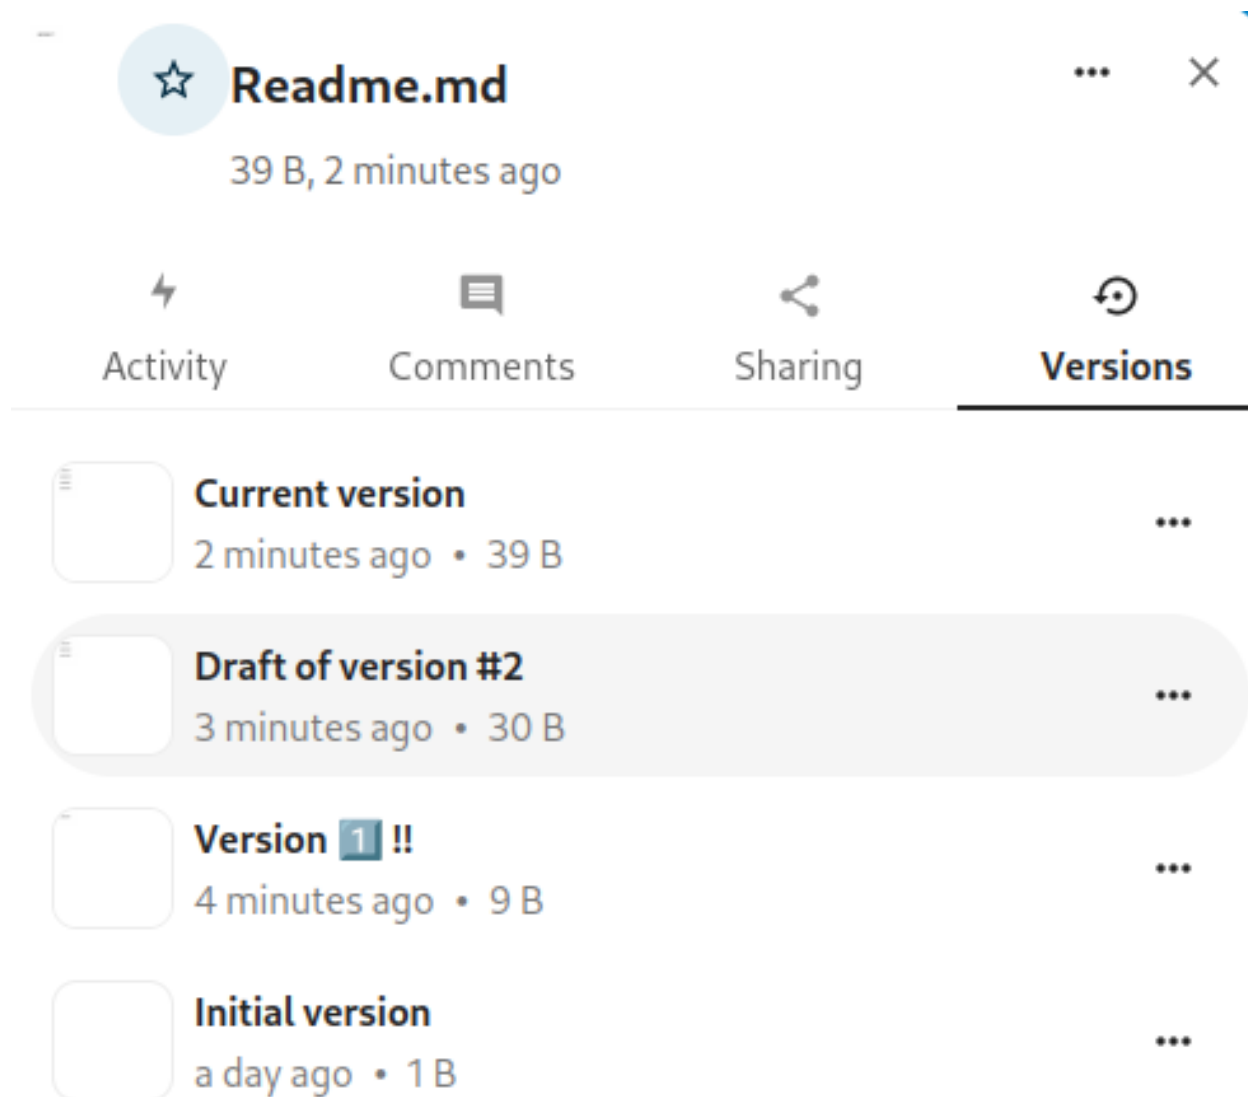 Readme.md
39 B, 2 minutes ago
Activity Comments Sharing Versions
Current version
2 minutes ago • 39 B
Draft of version #2
3 minutes ago • 30 B
Version 1️⃣ !!
4 minutes ago • 9 B
Initial version
a day ago • 1 B